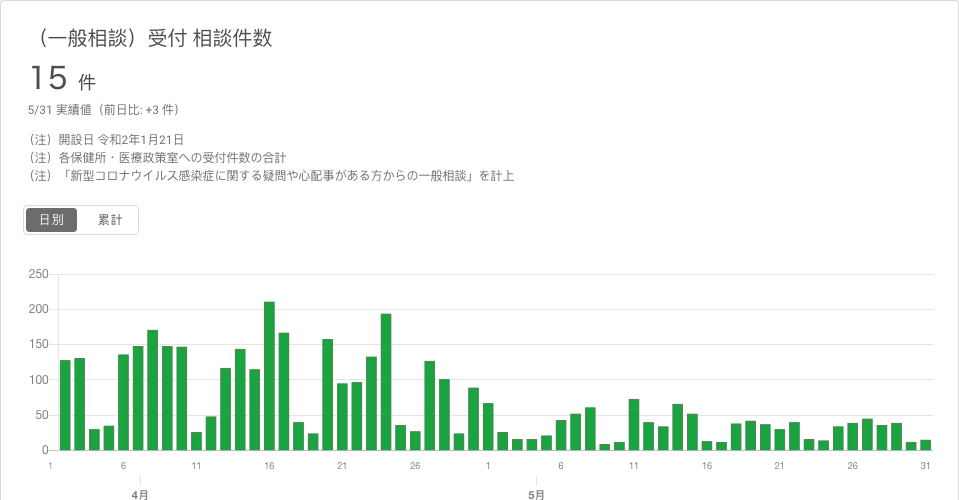 （一般相談）受付 相談件数
15 件
5/31 実績値（前日比: +3 件）
（注）開設日 令和2年1月21日
（注）各保健所・医療政策室への受付件数の合計
（注）「新型コロナウイルス感染症に関する疑問や心配事がある方からの一般相談」を計上
日別 累計
250
200
150
100
50
0
1 6 11 16 21 26 1 6 11 16 21 26 31
4月 5月